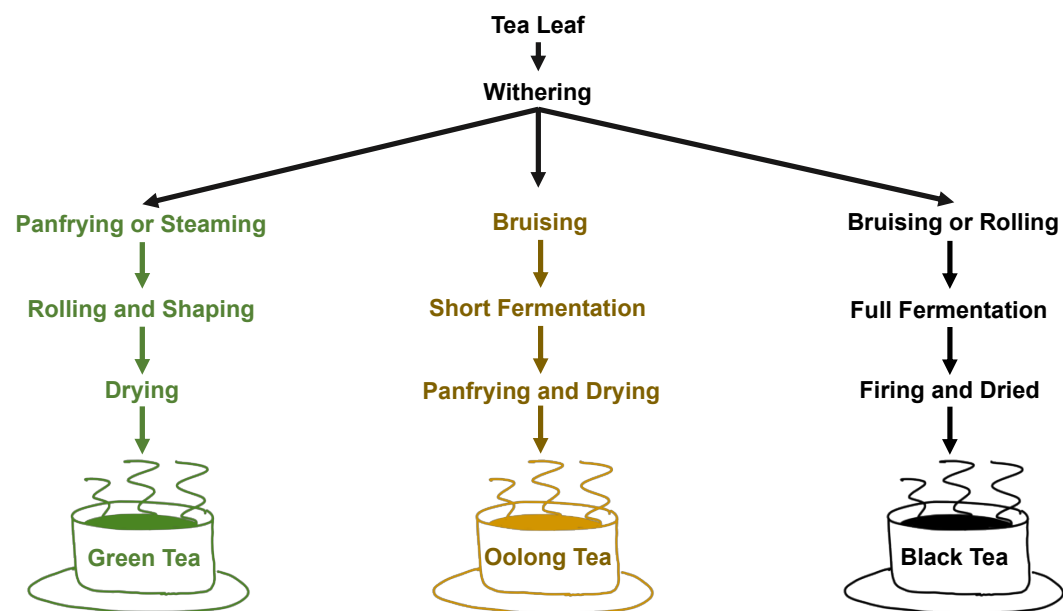 Tea Leaf
Withering
Panfrying or Steaming
Bruising
Bruising or Rolling
Rolling and Shaping
Short Fermentation
Full Fermentation
Drying
Panfrying and Drying
Firing and Dried
Green Tea
Oolong Tea
Black Tea